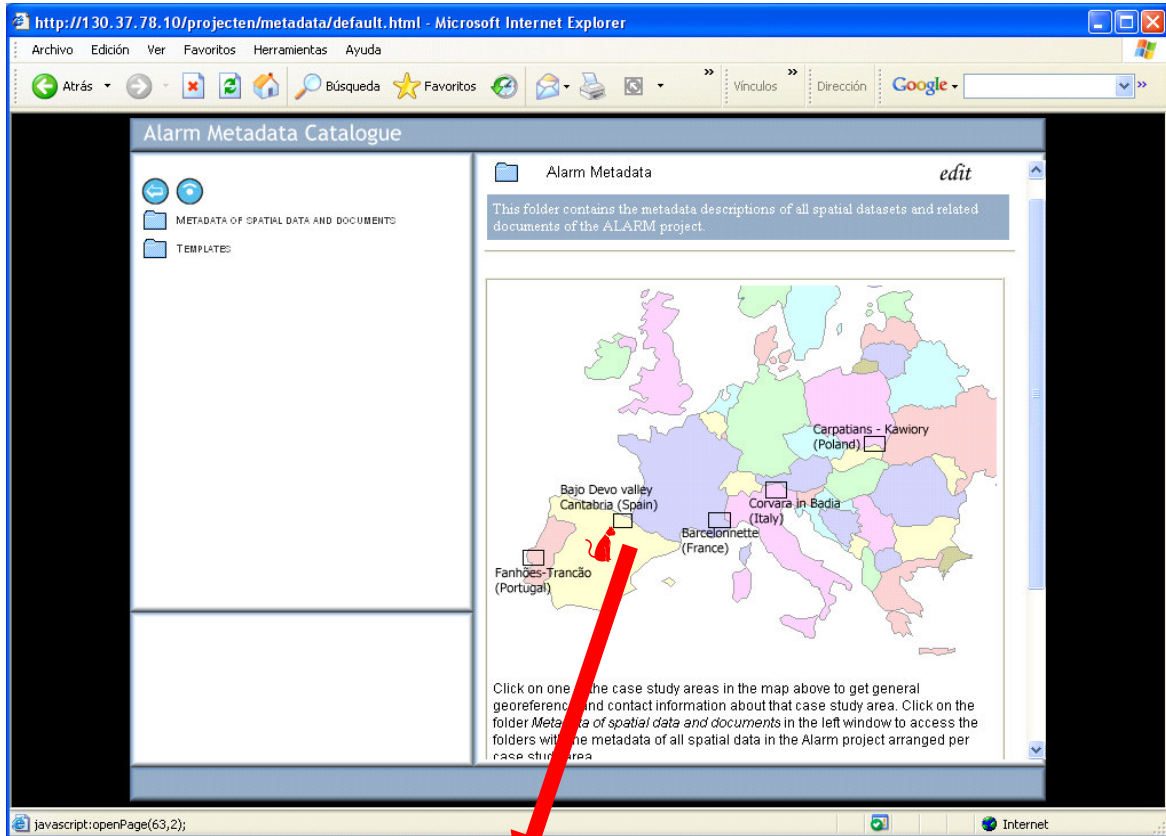 http://130.37.78.10/projecten/metadata/default.html - Microsoft Internet Explorer
Archivo Edición Ver Favoritos Herramientas Ayuda
Atrás Búsqueda Favoritos Vínculos Dirección Google
Alarm Metadata Catalogue
METADATA OF SPATIAL DATA AND DOCUMENTS
TEMPLATES
Alarm Metadata edit
This folder contains the metadata descriptions of all spatial datasets and related
documents of the ALARM project.
Carpatians - Kawiory
(Poland)
Bajo Devo valley
Cantabria (Spain)
Corvara in Badia
(Italy)
Barcelonnette
(France)
Fanhões-Trancão
(Portugal)
Click on one the case study areas in the map above to get general
georeference and contact information about that case study area. Click on the
folder Metadata of spatial data and documents in the left window to access the
folders with the metadata of all spatial data in the Alarm project arranged per
case study area
javascript:openPage(63,2);
Internet